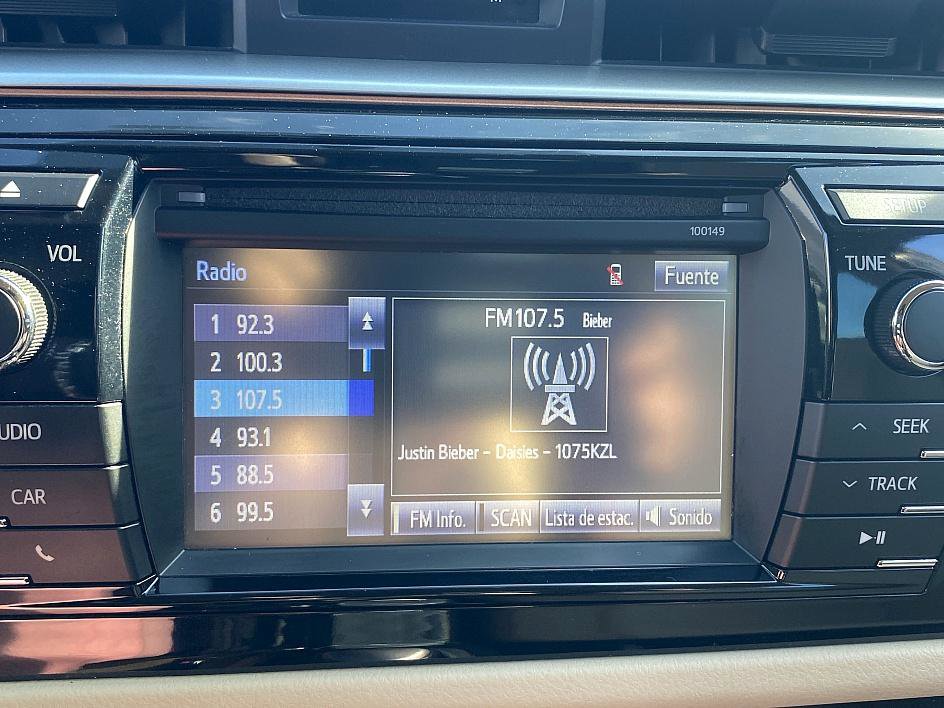 100149
SETUP
VOL
TUNE
Radio
Fuente
1 92.3
2 100.3
3 107.5
4 93.1
5 88.5
6 99.5
FM107.5 Bieber
Justin Bieber - Daisies - 1075KZL
FM Info.
SCAN
Lista de estac.
Sonido
UDIO
CAR
SEEK
TRACK